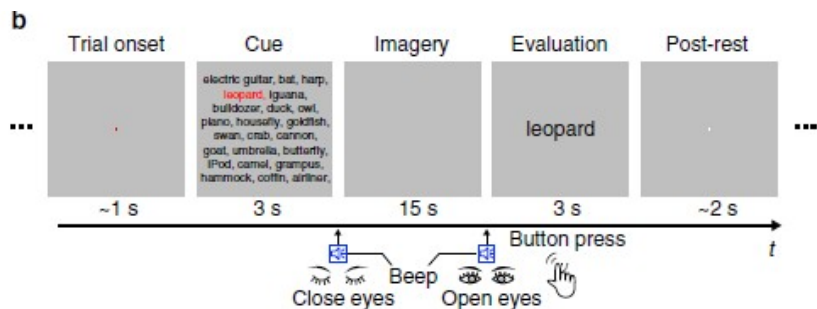 b
Trial onset
Cue
Imagery
Evaluation
Post-rest
electric guitar, bat, harp,
leopard, iguana,
bulldozer, duck, owl,
piano, housefly, goldfish,
swan, crab, cannon,
goat, umbrella, butterfly,
iPod, camel, grampus,
hammock, coffin, airliner,
leopard
...
...
~1 s
3 s
15 s
3 s
~2 s
Button press
t
Beep
Close eyes
Open eyes